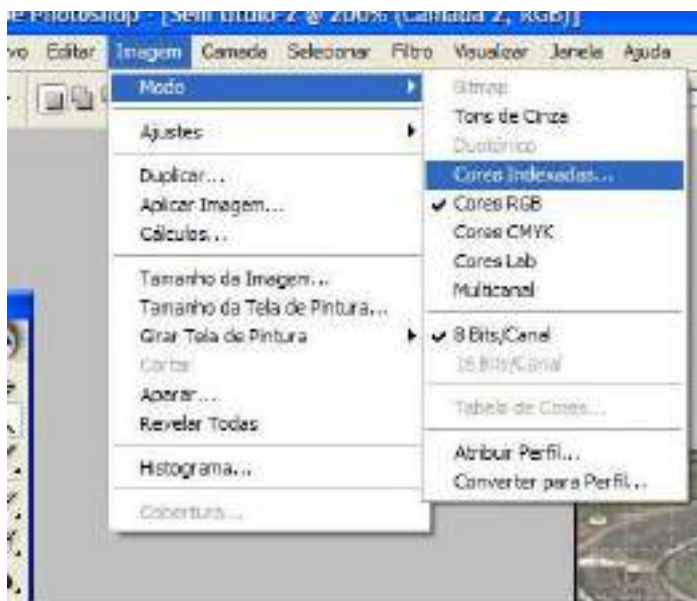 Photoshop - [Sem título-2 @ 200% (Camada 2, RGB)]
vo Editar Imagem Camada Selecionar Filtro Visualizar Janela Ajuda
Modo
Ajustes
Duplicar...
Aplicar Imagem...
Cálculos...
Tamanho da Imagem...
Tamanho da Tela de Pintura...
Girar Tela de Pintura
Cortar
Aparar...
Revelar Todas
Histograma...
Cobertura...
Bitmap
Tons de Cinza
Duotônico
Cores Indexadas...
Cores RGB
Cores CMYK
Cores Lab
Multicanal
8 Bits/Canal
16 Bits/Canal
Tabela de Cores...
Atribuir Perfil...
Converter para Perfil...